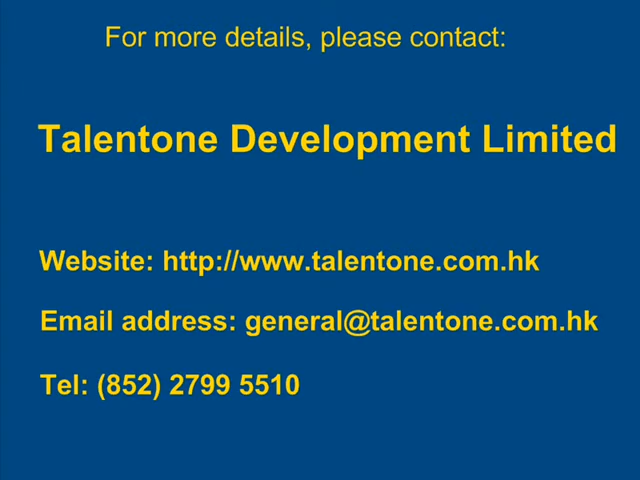 For more details, please contact:
Talentone Development Limited
Website: http://www.talentone.com.hk
Email address: general@talentone.com.hk
Tel: (852) 2799 5510